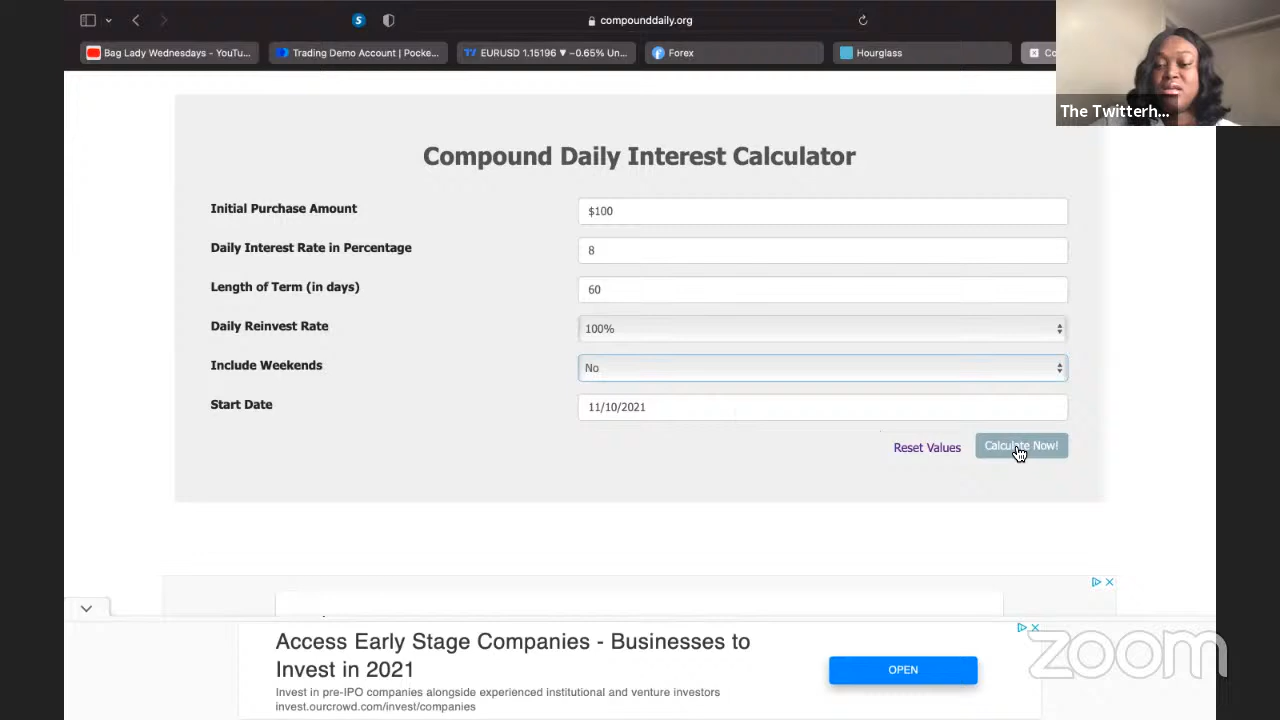 S
compounddaily.org
Bag Lady Wednesdays - YouTu...
Trading Demo Account | Pocke...
EURUSD 1.15196 ▼ −0.65% Un...
Forex
Hourglass
Co
The Twitterh...
Compound Daily Interest Calculator
Initial Purchase Amount
$100
Daily Interest Rate in Percentage
8
Length of Term (in days)
60
Daily Reinvest Rate
100%
Include Weekends
No
Start Date
11/10/2021
Reset Values
Calculate Now!
Access Early Stage Companies - Businesses to
Invest in 2021
Invest in pre-IPO companies alongside experienced institutional and venture investors
invest.ourcrowd.com/invest/companies
OPEN
zoom